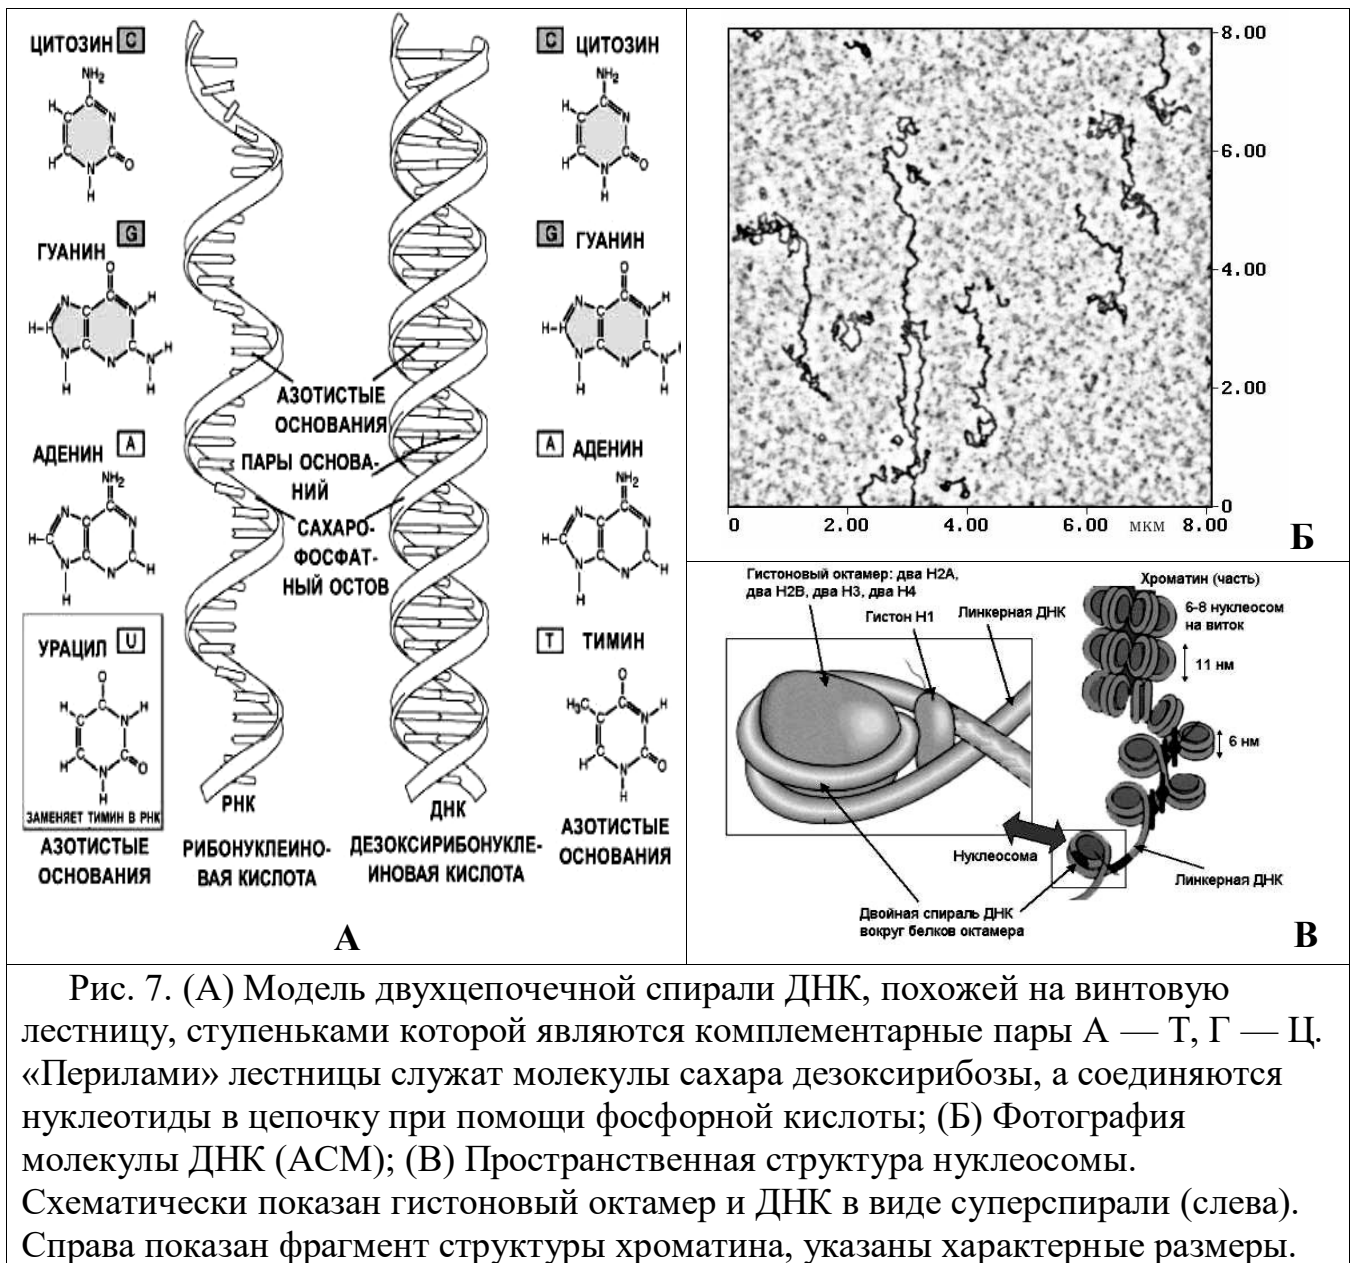 ЦИТОЗИН C
NH₂
H
C
N
H
C
C
C
H
N
O
H
ГУАНИН G
O
N
C
H
C
N
H-C
C
C
N
N
N
H
H
H
АДЕНИН A
NH₂
N
C
C
N
H-C
C
C
N
N
H
H
УРАЦИЛ U
O
H
C
H
C
N
C
C
H
N
O
H
ЗАМЕНЯЕТ ТИМИН В РНК
АЗОТИСТЫЕ
ОСНОВАНИЯ
АЗОТИСТЫЕ
ОСНОВАНИЯ
ПАРЫ ОСНОВА-
НИЙ
САХАРО-
ФОСФАТ-
НЫЙ ОСТОВ
РНК
РИБОНУКЛЕИНО-
ВАЯ КИСЛОТА
ДНК
ДЕЗОКСИРИБОНУКЛЕ-
ИНОВАЯ КИСЛОТА
C ЦИТОЗИН
NH₂
H
C
N
C
C
C
H
N
O
H
G ГУАНИН
O
N
C
H
C
N
H
C
C
N
N
N
H
H
A АДЕНИН
NH₂
N
C
C
N
H-C
C
C
N
N
H
H
T ТИМИН
O
H₃C
C
H
C
N
C
C
H
N
O
H
АЗОТИСТЫЕ
ОСНОВАНИЯ
А
8.00
6.00
4.00
2.00
0
0 2.00 4.00 6.00 мкм 8.00
Б
Гистоновый октамер: два H2A,
два H2B, два H3, два H4
Гистон H1
Линкерная ДНК
Хроматин (часть)
6-8 нуклеосом
на виток
11 нм
6 нм
Нуклеосома
Линкерная ДНК
Двойная спираль ДНК
вокруг белков октамера
В
Рис. 7. (А) Модель двухцепочечной спирали ДНК, похожей на винтовую
лестницу, ступеньками которой являются комплементарные пары А — Т, Г — Ц.
«Перилами» лестницы служат молекулы сахара дезоксирибозы, а соединяются
нуклеотиды в цепочку при помощи фосфорной кислоты; (Б) Фотография
молекулы ДНК (АСМ); (В) Пространственная структура нуклеосомы.
Схематически показан гистоновый октамер и ДНК в виде суперспирали (слева).
Справа показан фрагмент структуры хроматина, указаны характерные размеры.